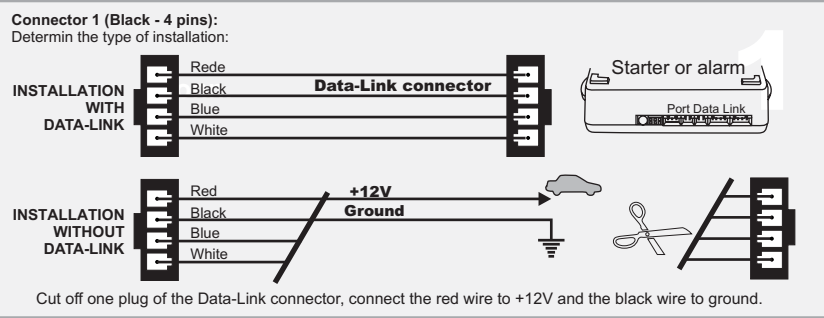 Connector 1 (Black - 4 pins):
Determin the type of installation:
1
INSTALLATION
WITH
DATA-LINK
Rede
Black
Blue
White
Data-Link connector
Starter or alarm
Port Data Link
INSTALLATION
WITHOUT
DATA-LINK
Red
Black
Blue
White
+12V
Ground
Cut off one plug of the Data-Link connector, connect the red wire to +12V and the black wire to ground.